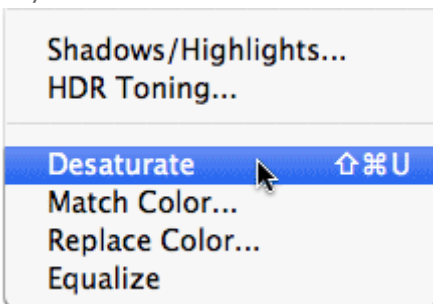 Shadows/Highlights...
HDR Toning...
Desaturate ⇧⌘U
Match Color...
Replace Color...
Equalize